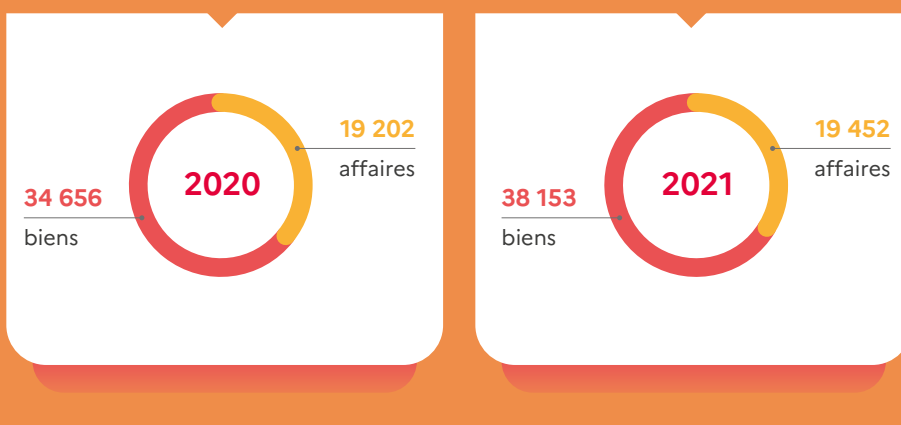 2020
19 202
affaires
34 656
biens
2021
19 452
affaires
38 153
biens